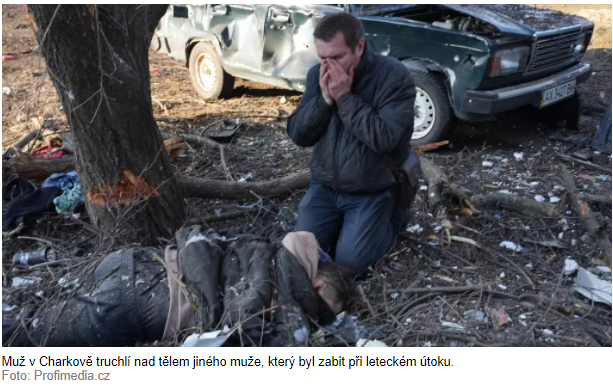 Muž v Charkově truchlí nad tělem jiného muže, který byl zabit při leteckém útoku.
Foto: Profimedia.cz